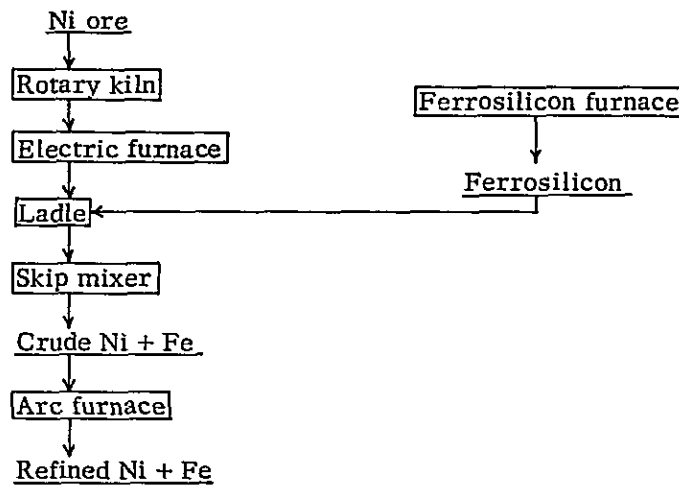 Ni ore
Rotary kiln
Ferrosilicon furnace
Electric furnace
Ferrosilicon
Ladle
Skip mixer
Crude Ni + Fe
Arc furnace
Refined Ni + Fe